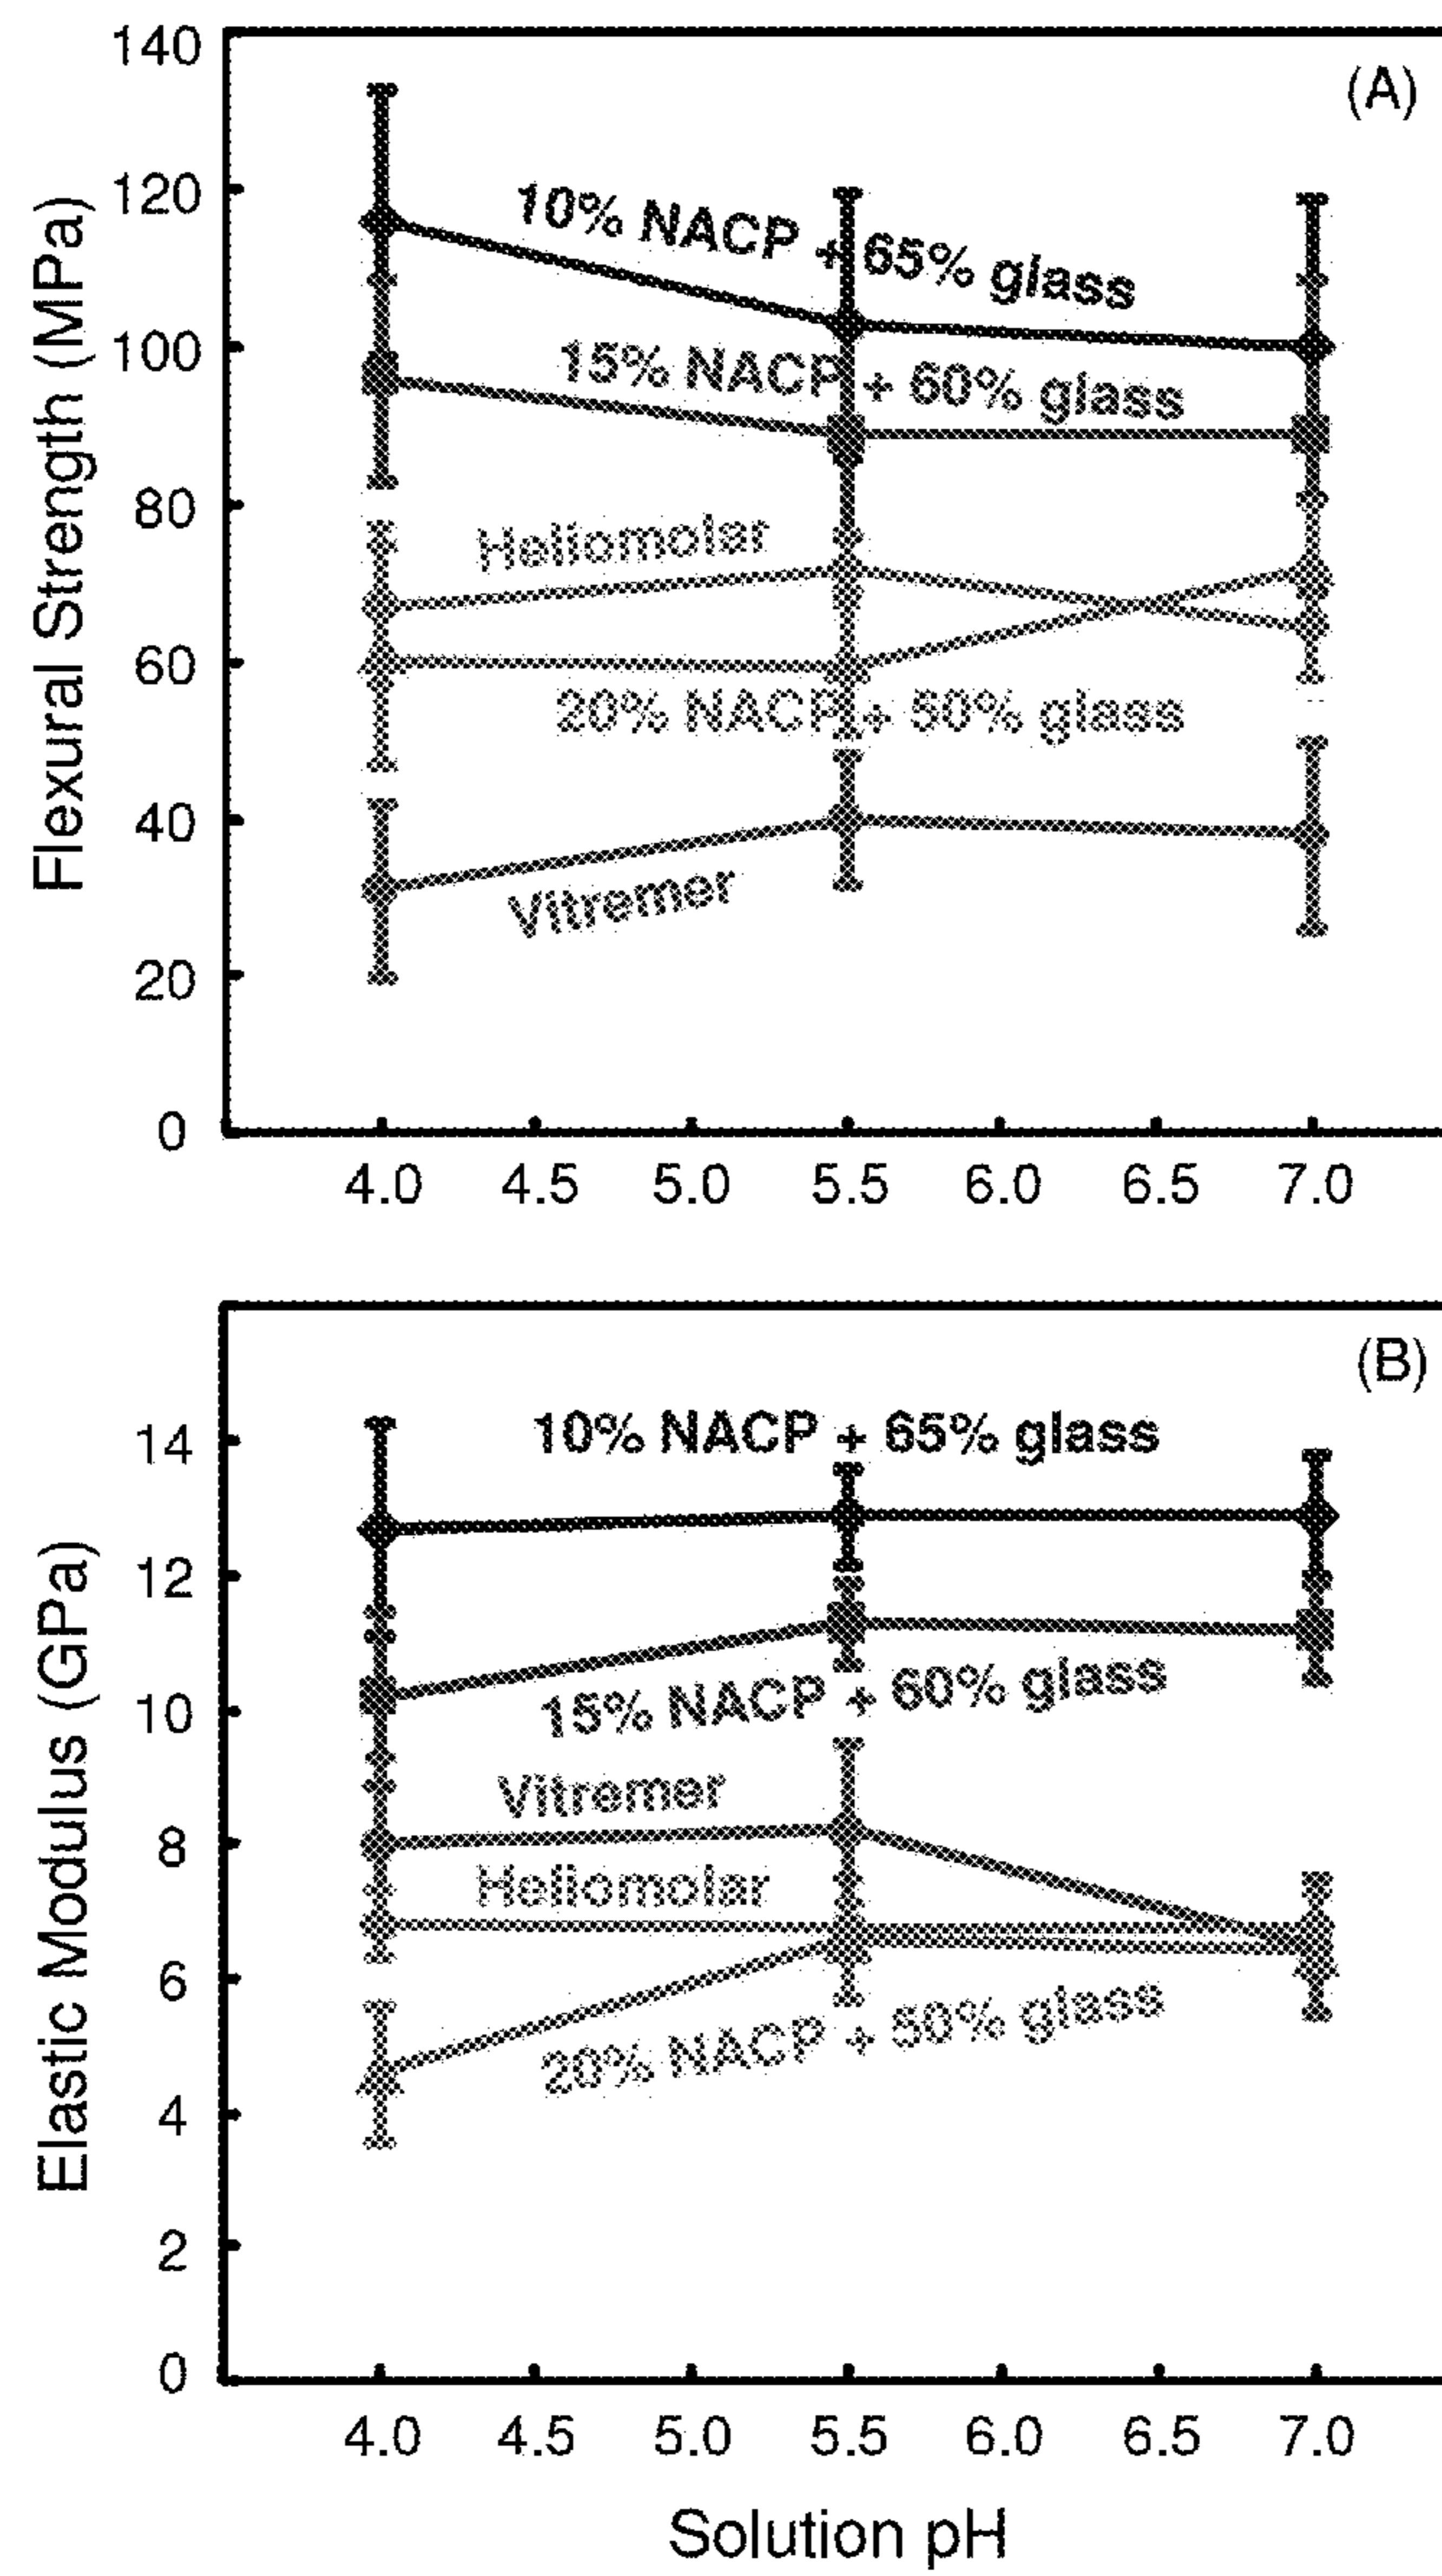 (A)
Flexural Strength (MPa)
140
120
100
80
60
40
20
0
10% NACP + 65% glass
15% NACP + 60% glass
Heliomolar
20% NACP + 50% glass
Vitremer
4.0 4.5 5.0 5.5 6.0 6.5 7.0
(B)
Elastic Modulus (GPa)
14
12
10
8
6
4
2
0
10% NACP + 65% glass
15% NACP + 60% glass
Vitremer
Heliomolar
20% NACP + 50% glass
4.0 4.5 5.0 5.5 6.0 6.5 7.0
Solution pH